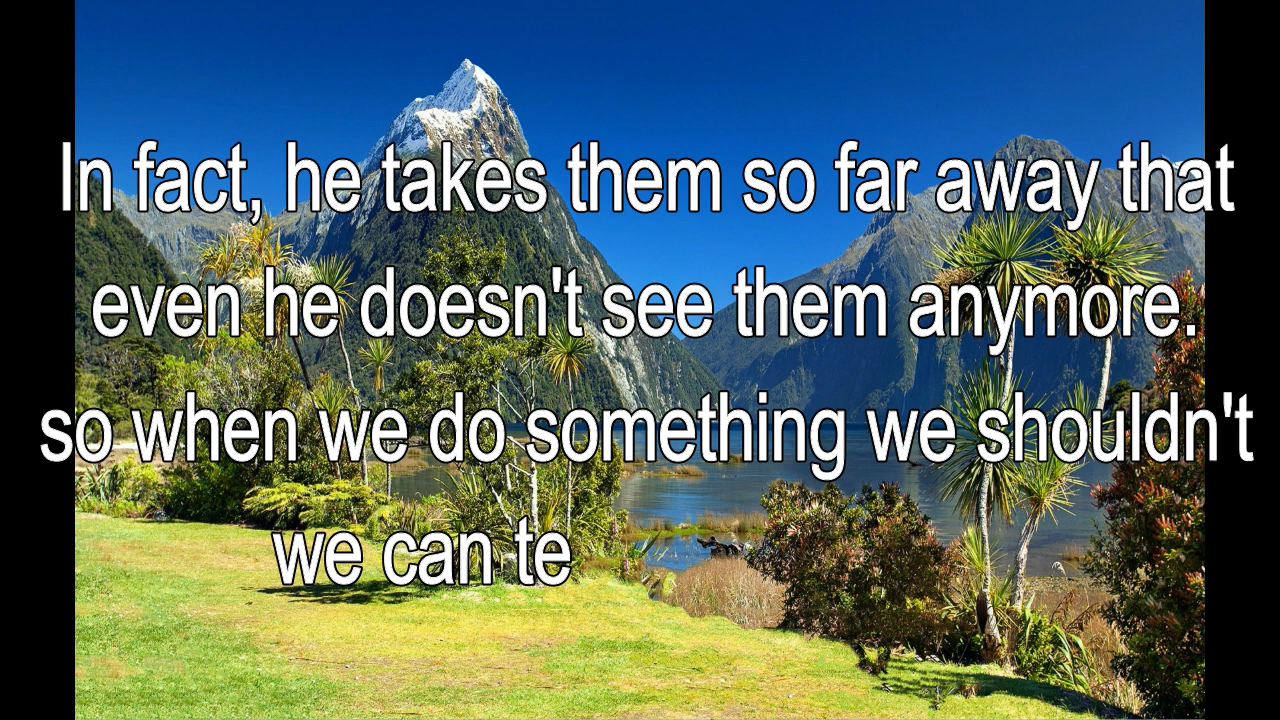 In fact, he takes them so far away that
even he doesn't see them anymore.
so when we do something we shouldn't
we can te